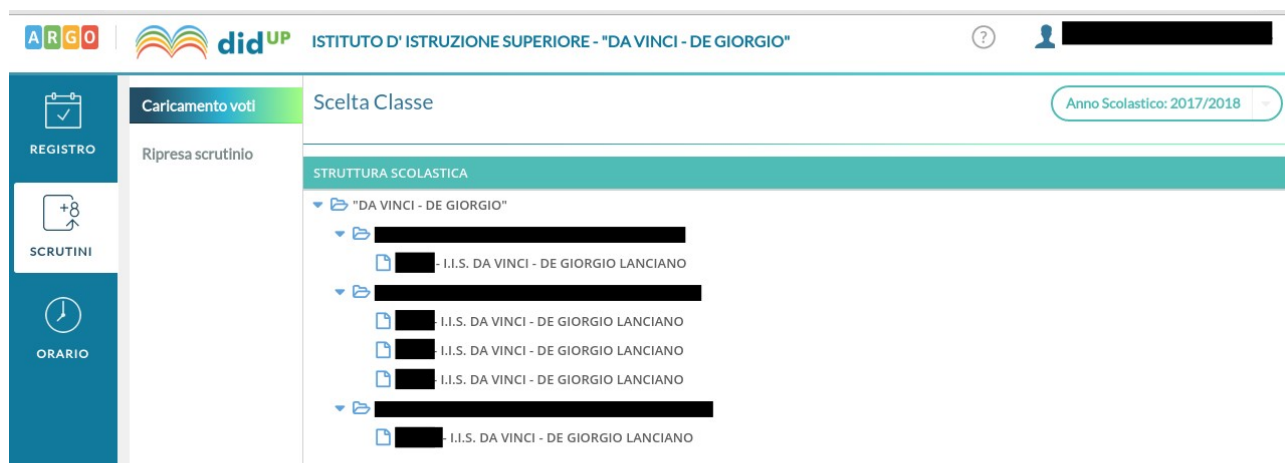 ARGO didUP ISTITUTO D' ISTRUZIONE SUPERIORE - "DA VINCI - DE GIORGIO" ?
REGISTRO
SCRUTINI
+8
ORARIO
Caricamento voti
Ripresa scrutinio
Scelta Classe
Anno Scolastico: 2017/2018
STRUTTURA SCOLASTICA
"DA VINCI - DE GIORGIO"
- I.I.S. DA VINCI - DE GIORGIO LANCIANO
- I.I.S. DA VINCI - DE GIORGIO LANCIANO
- I.I.S. DA VINCI - DE GIORGIO LANCIANO
- I.I.S. DA VINCI - DE GIORGIO LANCIANO
- I.I.S. DA VINCI - DE GIORGIO LANCIANO